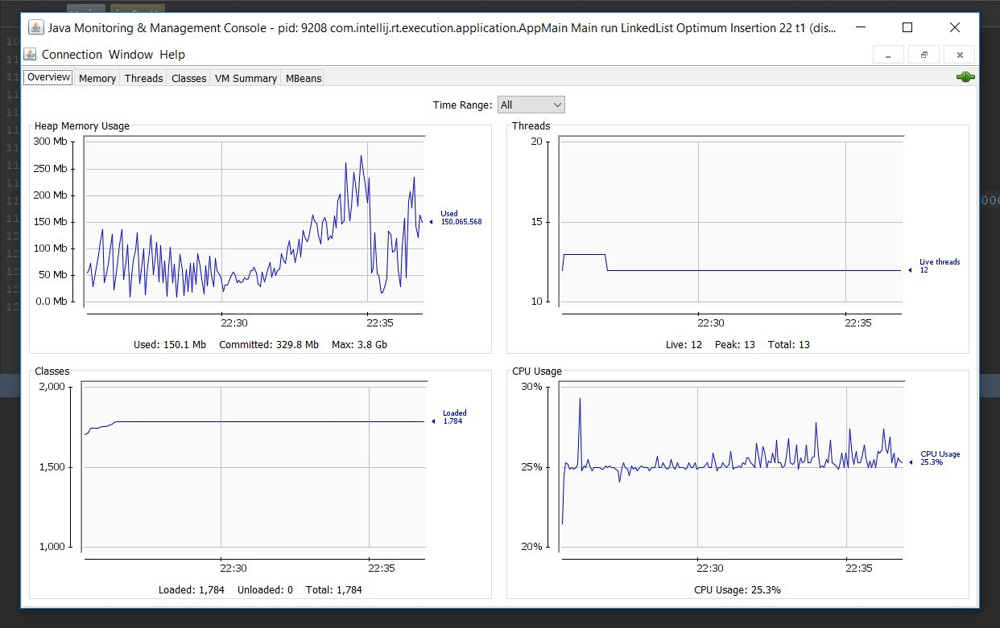 Java Monitoring & Management Console - pid: 9208 com.intellij.rt.execution.application.AppMain Main run LinkedList Optimum Insertion 22 t1 (dis...
Connection Window Help
Overview Memory Threads Classes VM Summary MBeans
Time Range: All
Heap Memory Usage
300 Mb
250 Mb
200 Mb
150 Mb
100 Mb
50 Mb
0.0 Mb
Used
150,065,568
22:30 22:35
Used: 150.1 Mb Committed: 329.8 Mb Max: 3.8 Gb
Threads
20
15
10
Live threads
12
22:30 22:35
Live: 12 Peak: 13 Total: 13
Classes
2,000
1,500
1,000
Loaded
1,784
22:30 22:35
Loaded: 1,784 Unloaded: 0 Total: 1,784
CPU Usage
30%
25%
20%
CPU Usage
25.3%
22:30 22:35
CPU Usage: 25.3%